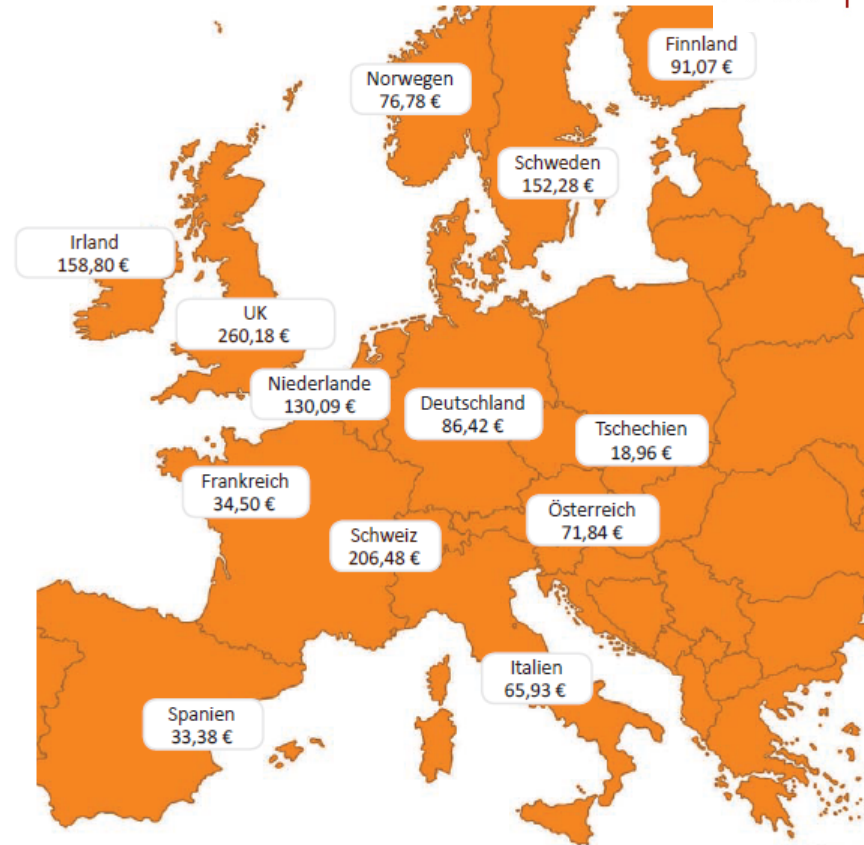 Finnland
91,07 €
Norwegen
76,78 €
Schweden
152,28 €
Irland
158,80 €
UK
260,18 €
Niederlande
130,09 €
Deutschland
86,42 €
Tschechien
18,96 €
Frankreich
34,50 €
Österreich
71,84 €
Schweiz
206,48 €
Italien
65,93 €
Spanien
33,38 €